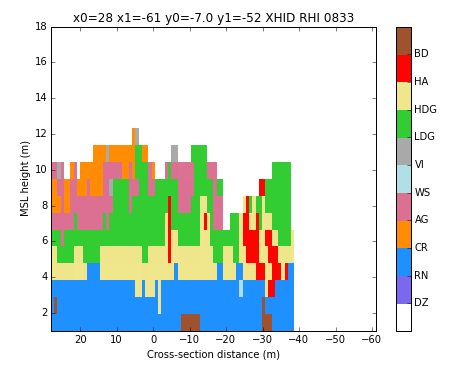 x0=28 x1=-61 y0=-7.0 y1=-52 XHID RHI 0833
18
16
14
12
10
8
6
4
2
MSL height (m)
20 10 0 −10 −20 −30 −40 −50 −60
Cross-section distance (m)
BD
HA
HDG
LDG
VI
WS
AG
CR
RN
DZ